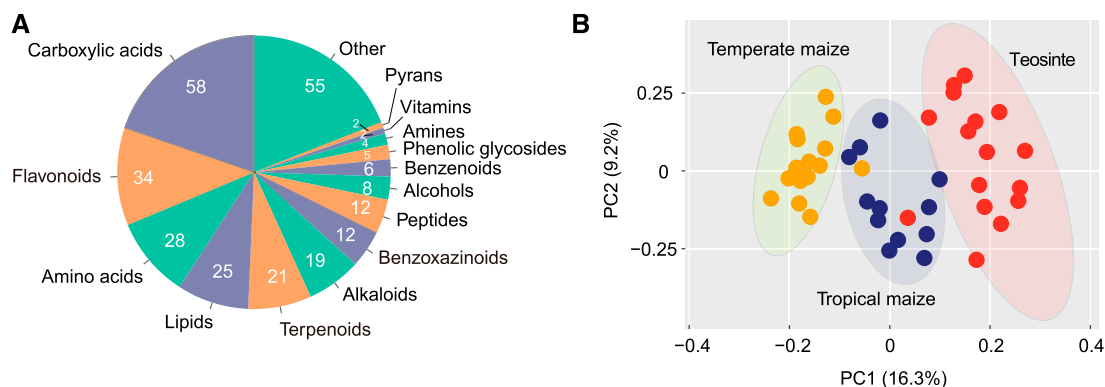 A
Carboxylic acids
Other
Pyrans
Vitamins
Amines
Phenolic glycosides
Benzenoids
Alcohols
Peptides
Benzoxazinoids
Alkaloids
Terpenoids
Lipids
Amino acids
Flavonoids
58
55
2
2
4
5
6
8
12
12
19
21
25
28
34
B
Temperate maize
Teosinte
Tropical maize
PC2 (9.2%)
0.25
0
−0.25
−0.4
−0.2
0
0.2
0.4
PC1 (16.3%)